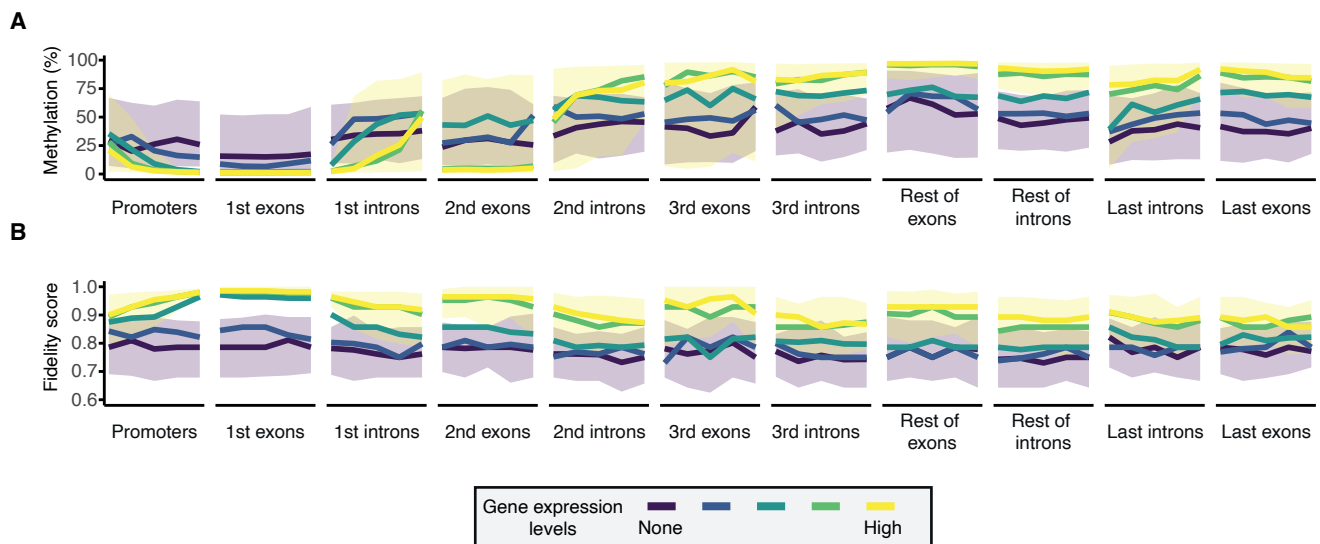 A
Methylation (%)
100
75
50
25
0
Promoters
1st exons
1st introns
2nd exons
2nd introns
3rd exons
3rd introns
Rest of
exons
Rest of
introns
Last introns
Last exons
B
Fidelity score
1.0
0.9
0.8
0.7
0.6
Promoters
1st exons
1st introns
2nd exons
2nd introns
3rd exons
3rd introns
Rest of
exons
Rest of
introns
Last introns
Last exons
Gene expression
levels
None
High